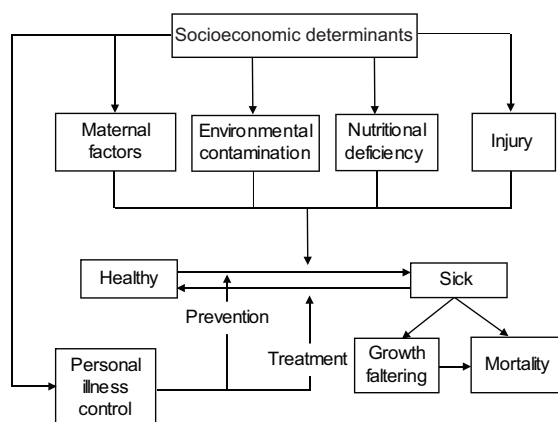 Socioeconomic determinants
Maternal
factors
Environmental
contamination
Nutritional
deficiency
Injury
Healthy
Sick
Prevention
Treatment
Personal
illness
control
Growth
faltering
Mortality